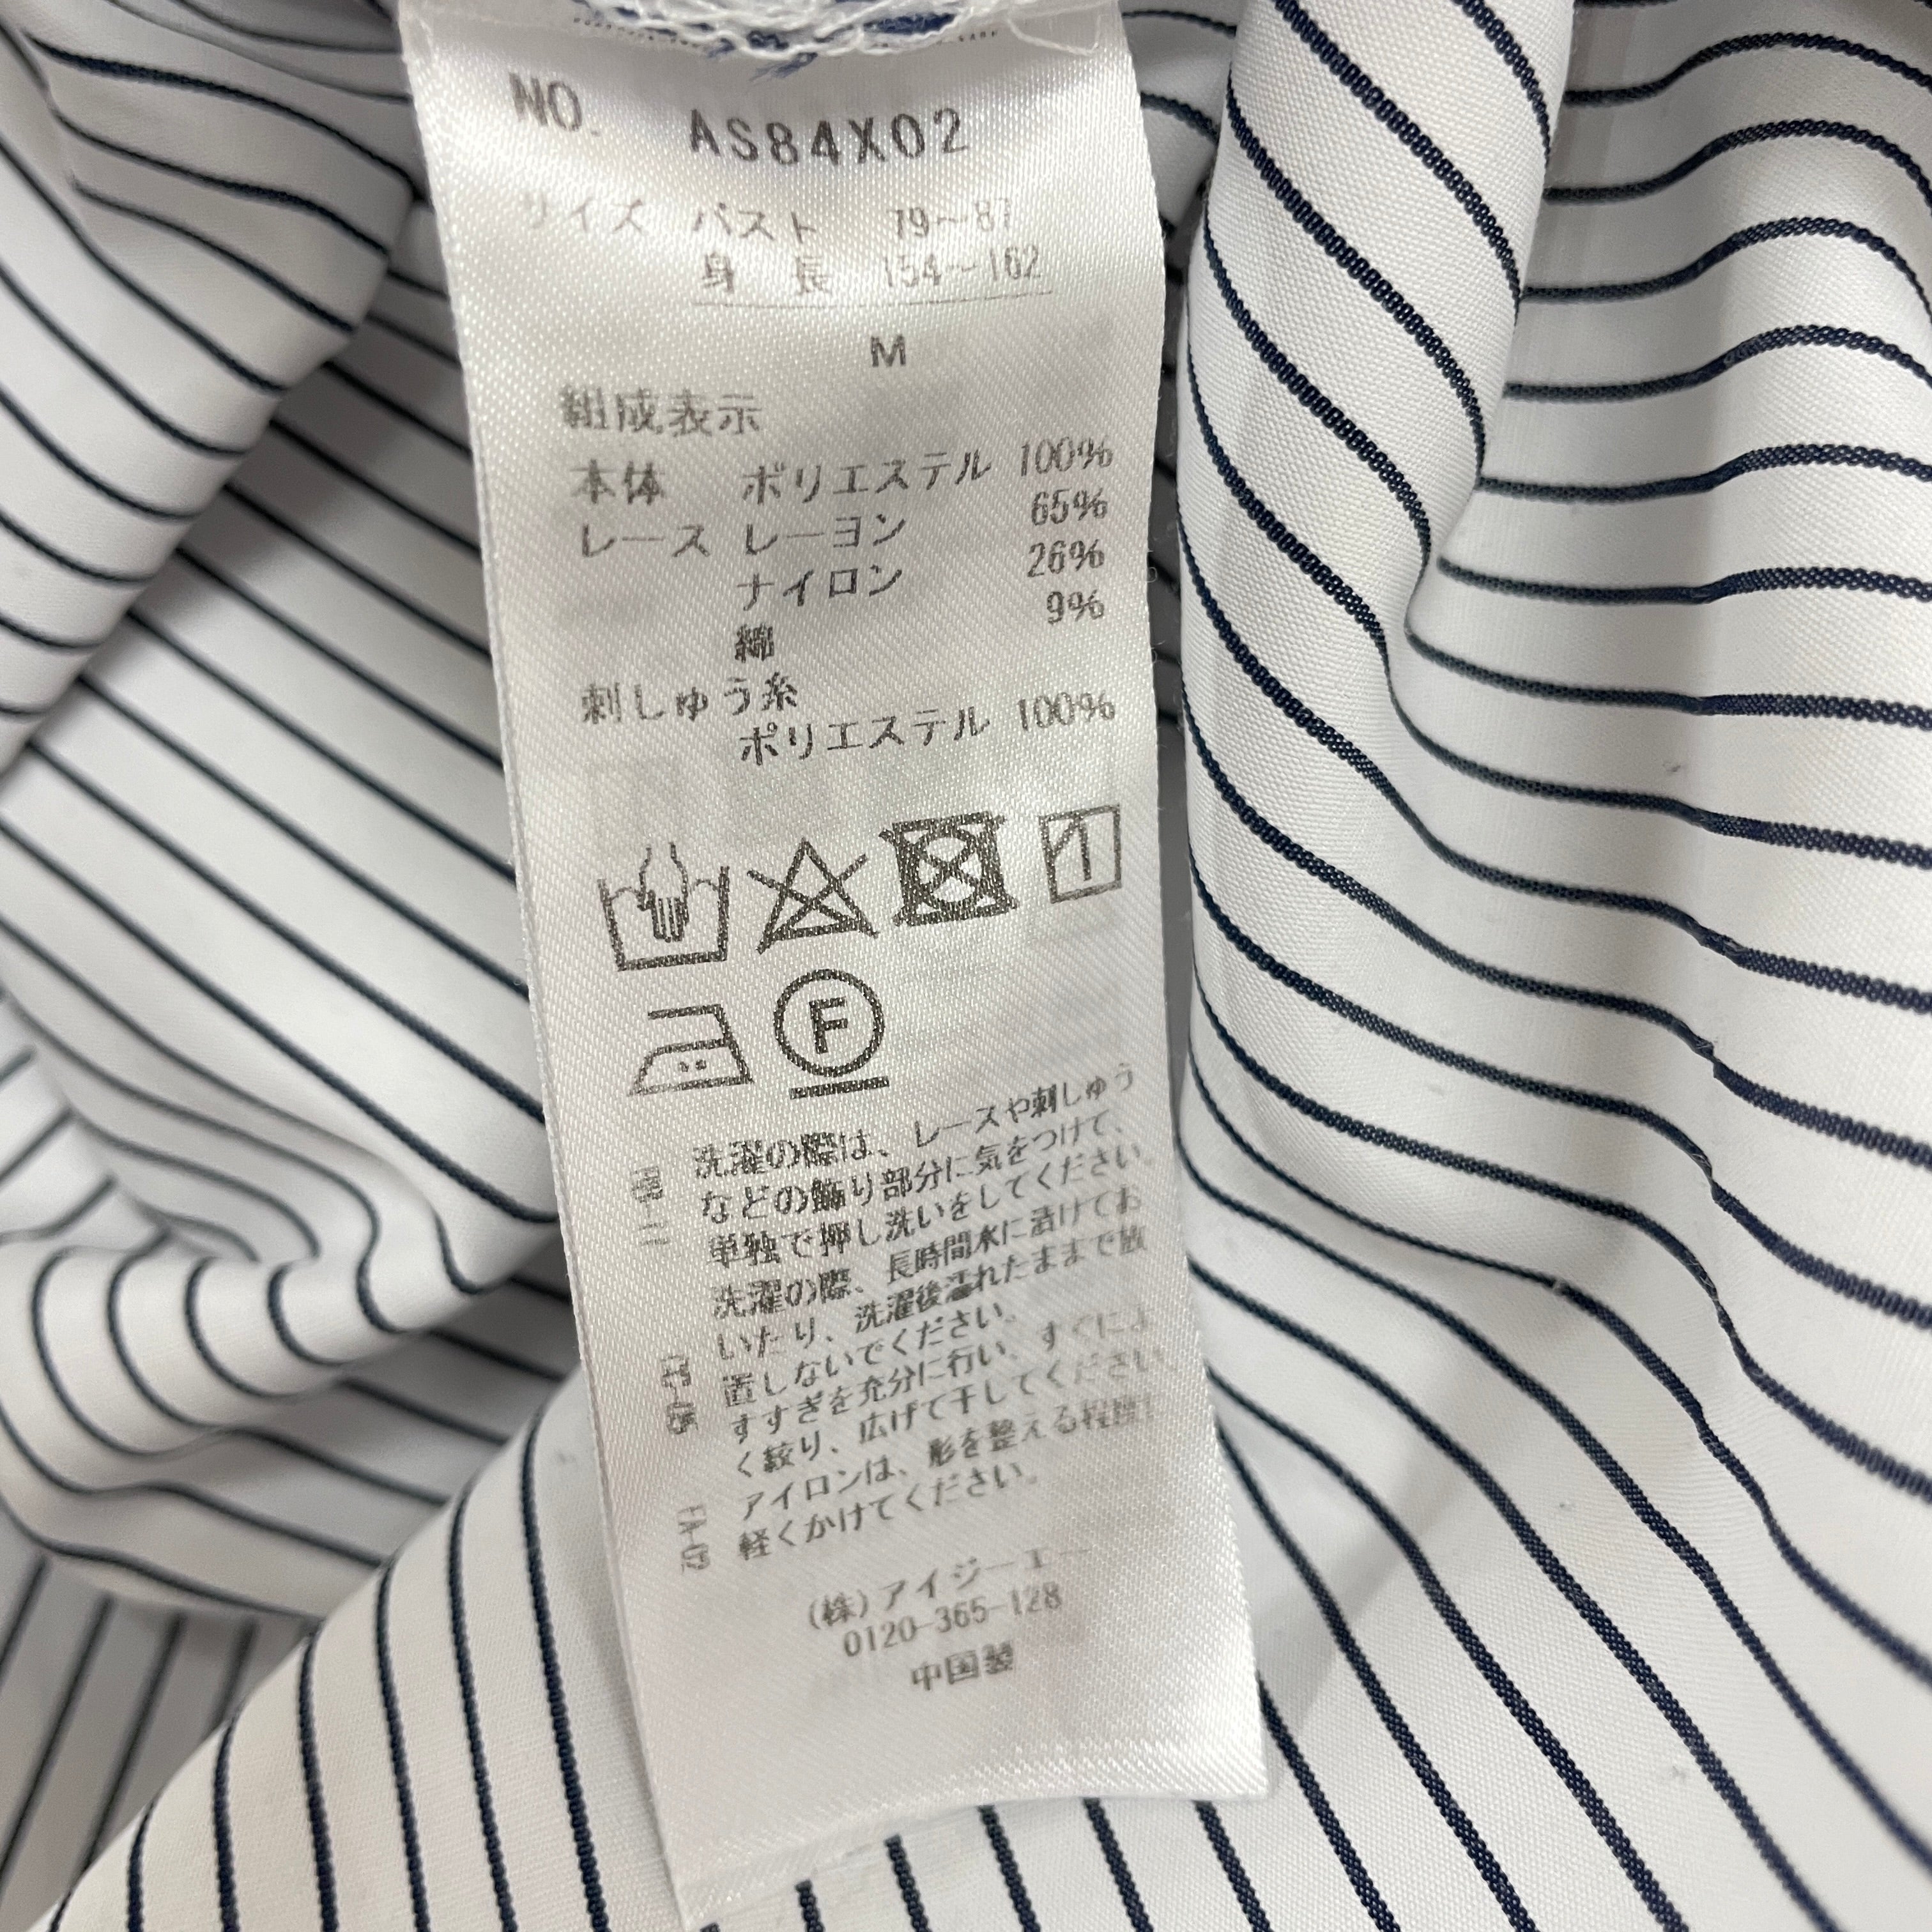 NO. AS84X02
サイズ バスト 79～87
身 長 154～162
M
組成表示
本体 ポリエステル 100%
レース レーヨン 65%
ナイロン 26%
綿 9%
刺しゅう糸
ポリエステル 100%
F
洗濯の際は、レースや刺しゅう
などの飾り部分に気をつけて、
単独で押し洗いをしてください。
洗濯の際、長時間水に漬けてお
いたり、洗濯後濡れたままで放
置しないでください。
すすぎを充分に行い、すぐによ
く絞り、広げて干してください。
FA-02 アイロンは、形を整える程度に
軽くかけてください。
(株)アイジーエー
0120-365-128
中国製